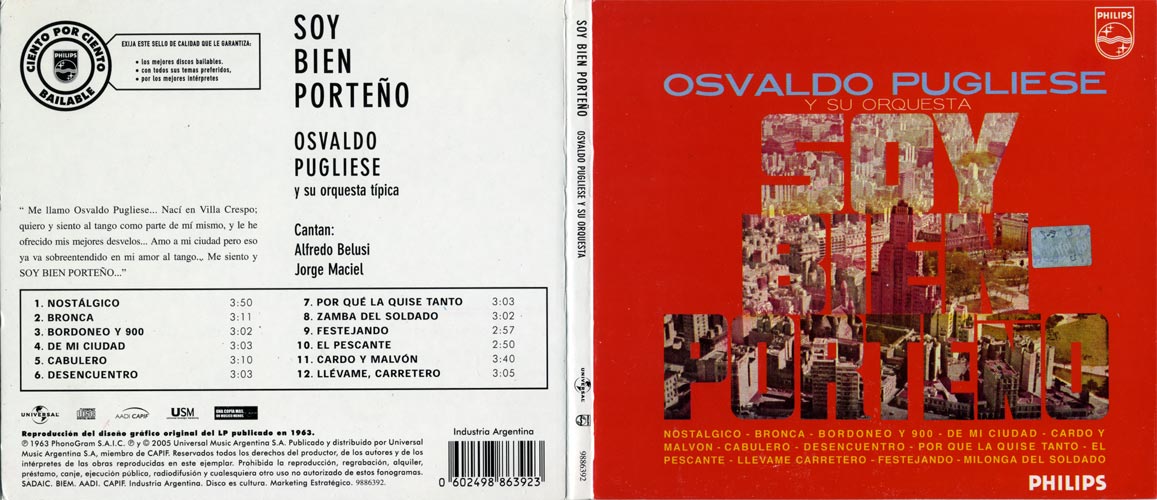 CIENTO POR CIENTO
PHILIPS
BAILABLE
EXIJA ESTE SELLO DE CALIDAD QUE LE GARANTIZA:
• los mejores discos bailables.
• con todos sus temas preferidos,
• por los mejores intérpretes
SOY
BIEN
PORTEÑO
OSVALDO
PUGLIESE
y su orquesta típica
Cantan:
Alfredo Belusi
Jorge Maciel
“ Me llamo Osvaldo Pugliese... Nací en Villa Crespo;
quiero y siento al tango como parte de mí mismo, y le he
ofrecido mis mejores desvelos... Amo a mi ciudad pero eso
ya va sobreentendido en mi amor al tango... Me siento y
SOY BIEN PORTEÑO...”
1. NOSTÁLGICO 3:50
2. BRONCA 3:11
3. BORDONEO Y 900 3:02
4. DE MI CIUDAD 3:03
5. CABULERO 3:10
6. DESENCUENTRO 3:03
7. POR QUÉ LA QUISE TANTO 3:03
8. ZAMBA DEL SOLDADO 3:02
9. FESTEJANDO 2:57
10. EL PESCANTE 2:50
11. CARDO Y MALVÓN 3:40
12. LLÉVAME, CARRETERO 3:05
UNIVERSAL
AADI CAPIF
USM
Reproducción del diseño gráfico original del LP publicado en 1963.
℗ 1963 PhonoGram S.A.I.C. ℗ y © 2005 Universal Music Argentina S.A. Publicado y distribuido por Universal
Music Argentina S.A, miembro de CAPIF. Reservados todos los derechos del productor, de los autores y de los
intérpretes de las obras reproducidas en este ejemplar. Prohibida la reproducción, regrabación, alquiler,
préstamo, canje, ejecución pública, radiodifusión y cualesquiera otro uso no autorizado de estos fonogramas.
SADAIC. BIEM. AADI. CAPIF. Industria Argentina. Disco es cultura. Marketing Estratégico. 9886392.
Industria Argentina
0 602498 863923
SOY BIEN PORTEÑO OSVALDO PUGLIESE Y SU ORQUESTA
UNIVERSAL
9886392
PHILIPS
OSVALDO PUGLIESE
Y SU ORQUESTA
SOY
BIEN
PORTEÑO
NOSTALGICO - BRONCA - BORDONEO Y 900 - DE MI CIUDAD - CARDO Y
MALVON - CABULERO - DESENCUENTRO - POR QUE LA QUISE TANTO - EL
PESCANTE - LLEVAME CARRETERO - FESTEJANDO - MILONGA DEL SOLDADO
PHILIPS